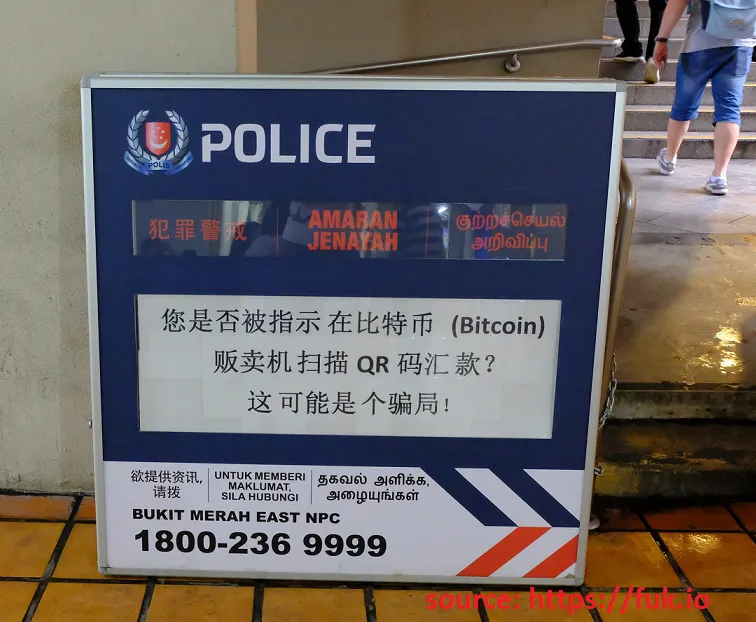 POLICE
POLIS
犯罪警戒
AMARAN
JENAYAH
குற்றச்செயல்
அறிவிப்பு
您是否被指示 在比特币 (Bitcoin)
贩卖机扫描 QR 码汇款？
这可能是个骗局！
欲提供资讯,
请拨
UNTUK MEMBERI
MAKLUMAT,
SILA HUBUNGI
தகவல் அளிக்க,
அழையுங்கள்
BUKIT MERAH EAST NPC
1800-236 9999
source: https://fuk.io